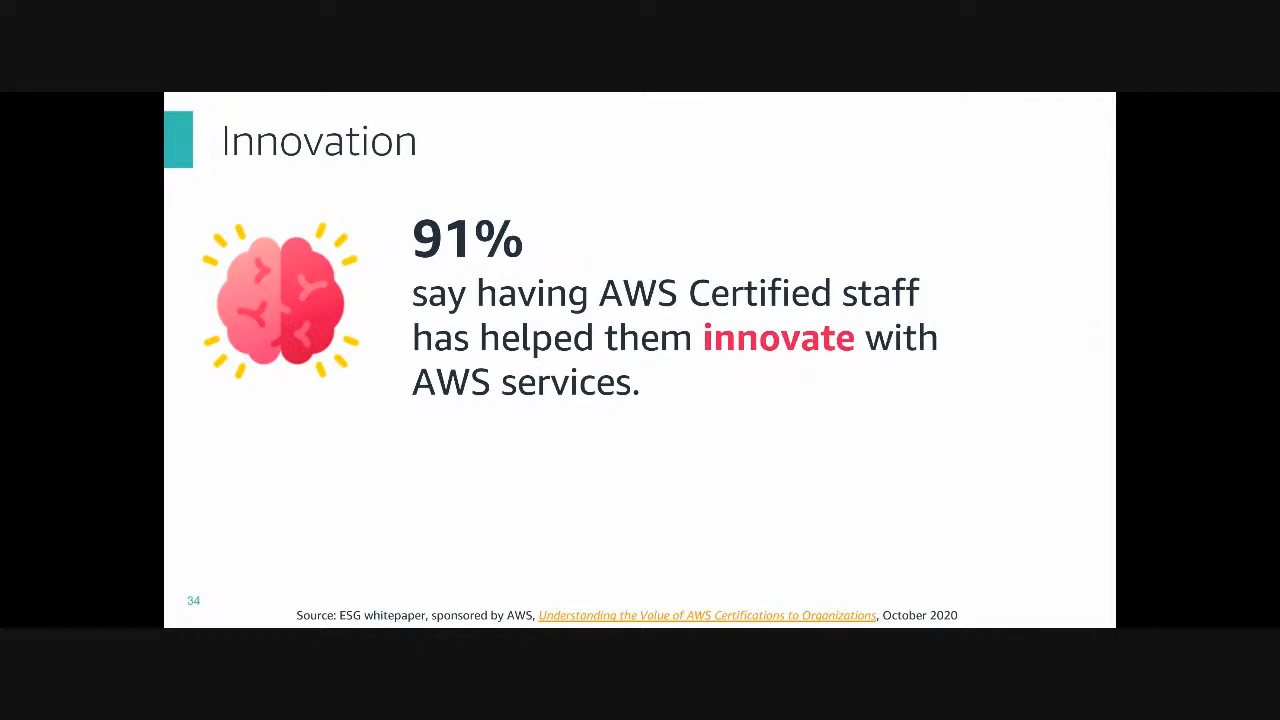 Innovation
91%
say having AWS Certified staff
has helped them innovate with
AWS services.
34
Source: ESG whitepaper, sponsored by AWS, Understanding the Value of AWS Certifications to Organizations, October 2020